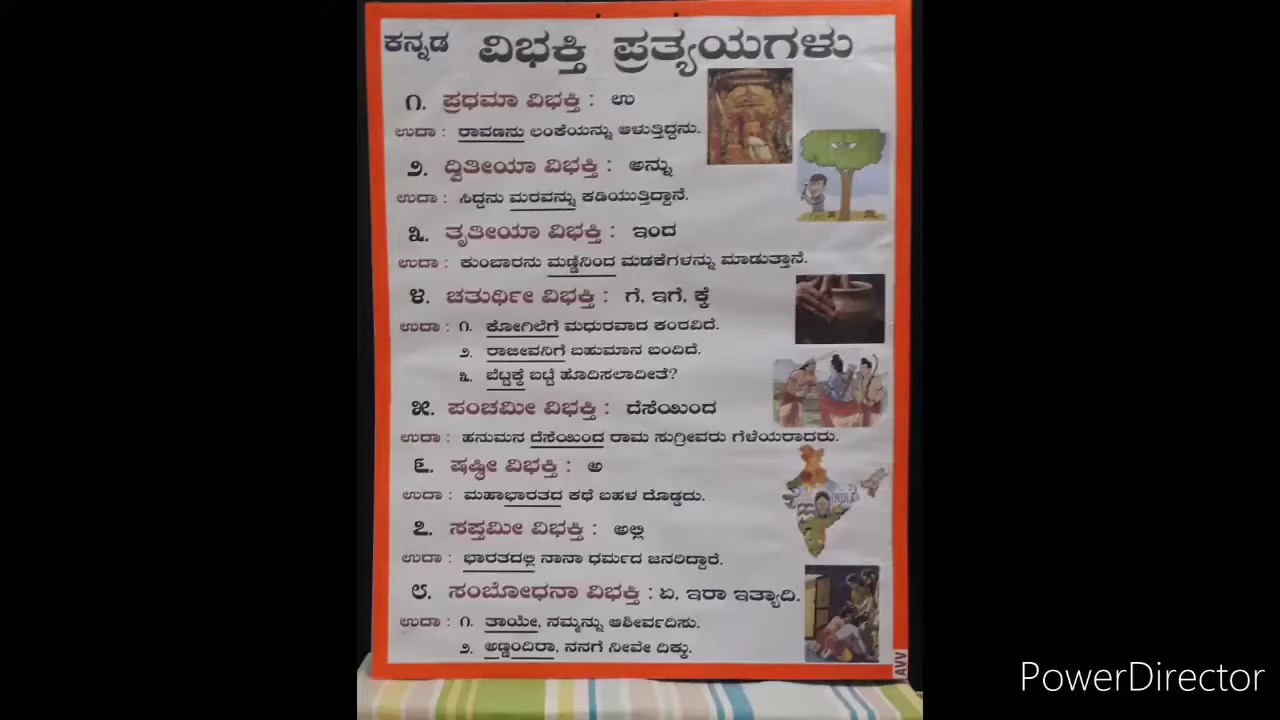 ಕನ್ನಡ ವಿಭಕ್ತಿ ಪ್ರತ್ಯಯಗಳು
೧. ಪ್ರಥಮಾ ವಿಭಕ್ತಿ : ಉ
ಉದಾ : ರಾವಣನು ಲಂಕೆಯನ್ನು ಆಳುತ್ತಿದ್ದನು.
೨. ದ್ವಿತೀಯಾ ವಿಭಕ್ತಿ : ಅನ್ನು
ಉದಾ : ಸಿದ್ದನು ಮರವನ್ನು ಕಡಿಯುತ್ತಿದ್ದಾನೆ.
೩. ತೃತೀಯಾ ವಿಭಕ್ತಿ : ಇಂದ
ಉದಾ : ಕುಂಬಾರನು ಮಣ್ಣಿನಿಂದ ಮಡಕೆಗಳನ್ನು ಮಾಡುತ್ತಾನೆ.
೪. ಚತುರ್ಥೀ ವಿಭಕ್ತಿ : ಗೆ, ಇಗೆ, ಕ್ಕೆ
ಉದಾ : ೧. ಕೋಗಿಲೆಗೆ ಮಧುರವಾದ ಕಂಠವಿದೆ.
೨. ರಾಜೀವನಿಗೆ ಬಹುಮಾನ ಬಂದಿದೆ.
೩. ಬೆಟ್ಟಕ್ಕೆ ಬಟ್ಟೆ ಹೊದಿಸಲಾದೀತೆ?
೫. ಪಂಚಮೀ ವಿಭಕ್ತಿ : ದೆಸೆಯಿಂದ
ಉದಾ : ಹನುಮನ ದೆಸೆಯಿಂದ ರಾಮ ಸುಗ್ರೀವರು ಗೆಳೆಯರಾದರು.
೬. ಷಷ್ಠೀ ವಿಭಕ್ತಿ : ಅ
ಉದಾ : ಮಹಾಭಾರತದ ಕಥೆ ಬಹಳ ದೊಡ್ಡದು.
INDIA
೭. ಸಪ್ತಮೀ ವಿಭಕ್ತಿ : ಅಲ್ಲಿ
ಉದಾ : ಭಾರತದಲ್ಲಿ ನಾನಾ ಧರ್ಮದ ಜನರಿದ್ದಾರೆ.
೮. ಸಂಬೋಧನಾ ವಿಭಕ್ತಿ : ಏ, ಇರಾ ಇತ್ಯಾದಿ.
ಉದಾ : ೧. ತಾಯೇ, ನಮ್ಮನ್ನು ಆಶೀರ್ವದಿಸು.
೨. ಅಣ್ಣಂದಿರಾ, ನನಗೆ ನೀವೇ ದಿಕ್ಕು.
AVV
PowerDirector